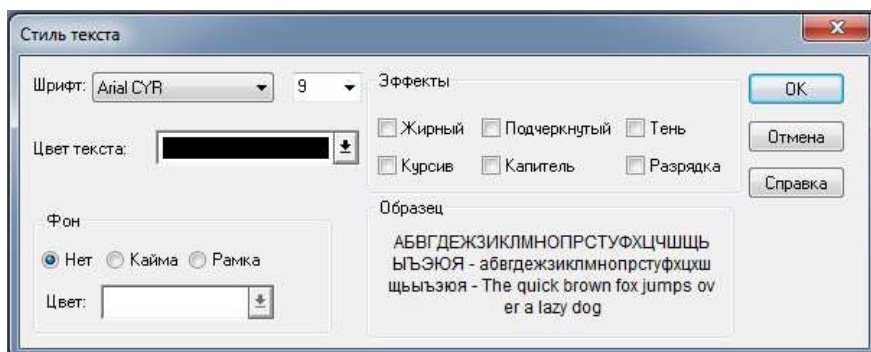 Стиль текста
Шрифт: Arial CYR 9
Цвет текста:
Фон
Нет Кайма Рамка
Цвет:
Эффекты
Жирный Подчеркнутый Тень
Курсив Капитель Разрядка
Образец
АБВГДЕЖЗИКЛМНОПРСТУФХЦЧШЩЬ
ЫЪЭЮЯ - абвгдежзиклмнопрстуфхцхш
щьыъэюя - The quick brown fox jumps ov
er a lazy dog
OK
Отмена
Справка